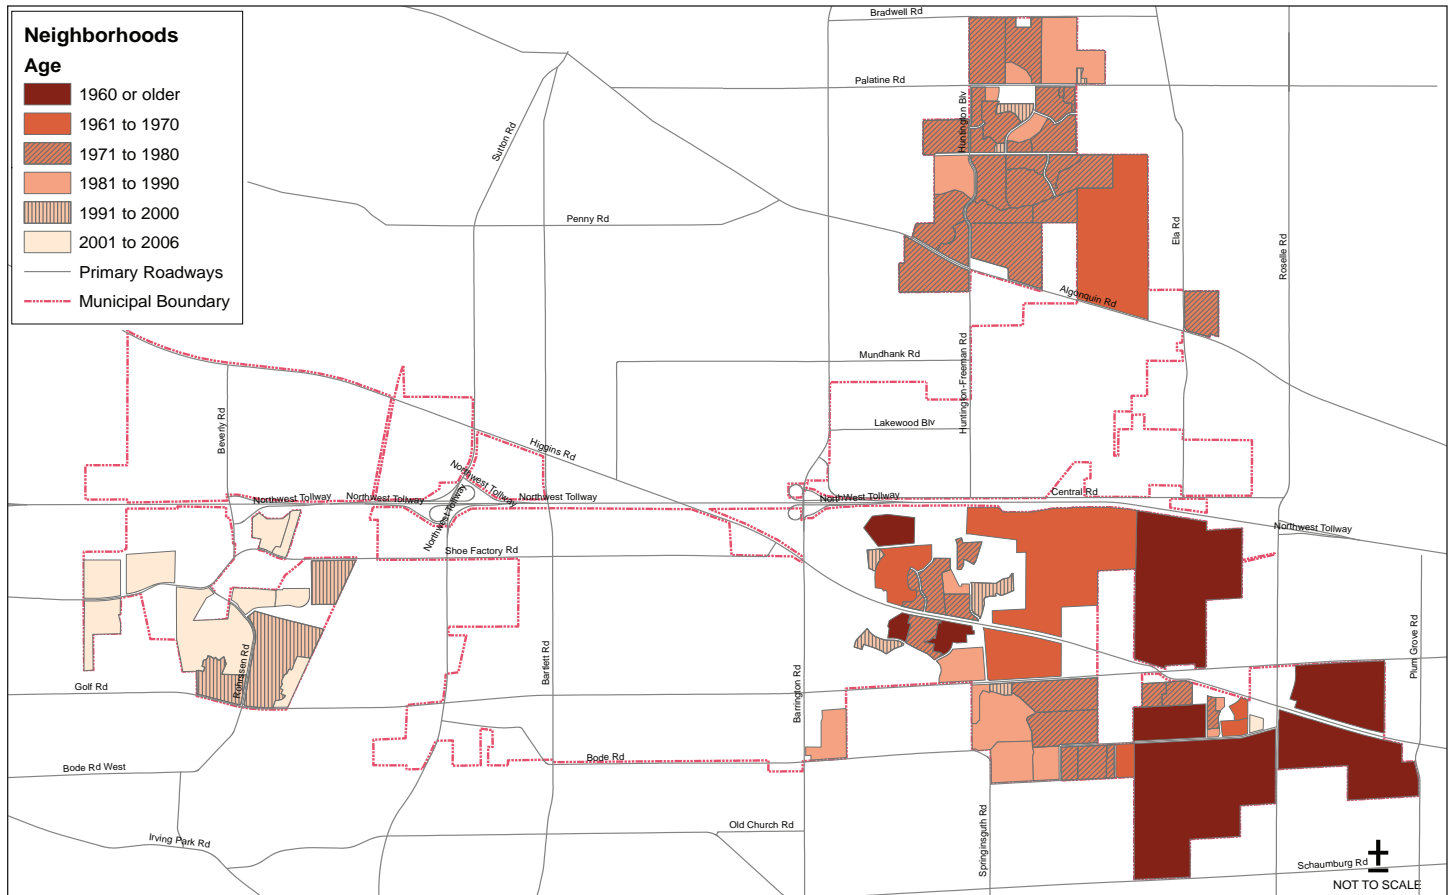 Neighborhoods
Age
1960 or older
1961 to 1970
1971 to 1980
1981 to 1990
1991 to 2000
2001 to 2006
Primary Roadways
Municipal Boundary
Bradwell Rd
Palatine Rd
Huntington Blv
Sutton Rd
Penny Rd
Ela Rd
Roselle Rd
Algonquin Rd
Mundhank Rd
Huntington-Freeman Rd
Lakewood Blv
Beverly Rd
Higgins Rd
Northwest Tollway
Northwest Tollway
Northwest Tollway
Northwest Tollway
Northwest Tollway
NorthWest Tollway
Central Rd
Northwest Tollway
Shoe Factory Rd
Rohrssen Rd
Bartlett Rd
Barrington Rd
Plum Grove Rd
Golf Rd
Bode Rd West
Bode Rd
Old Church Rd
Irving Park Rd
Springinsguth Rd
Schaumburg Rd
NOT TO SCALE